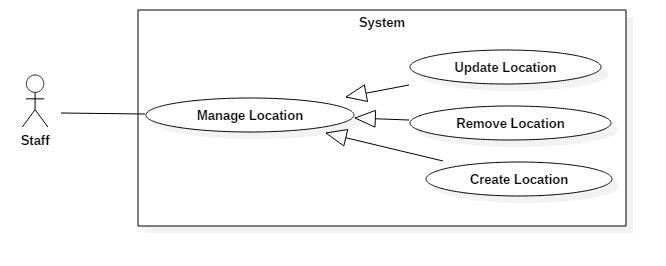 System
Update Location
Manage Location
Remove Location
Staff
Create Location